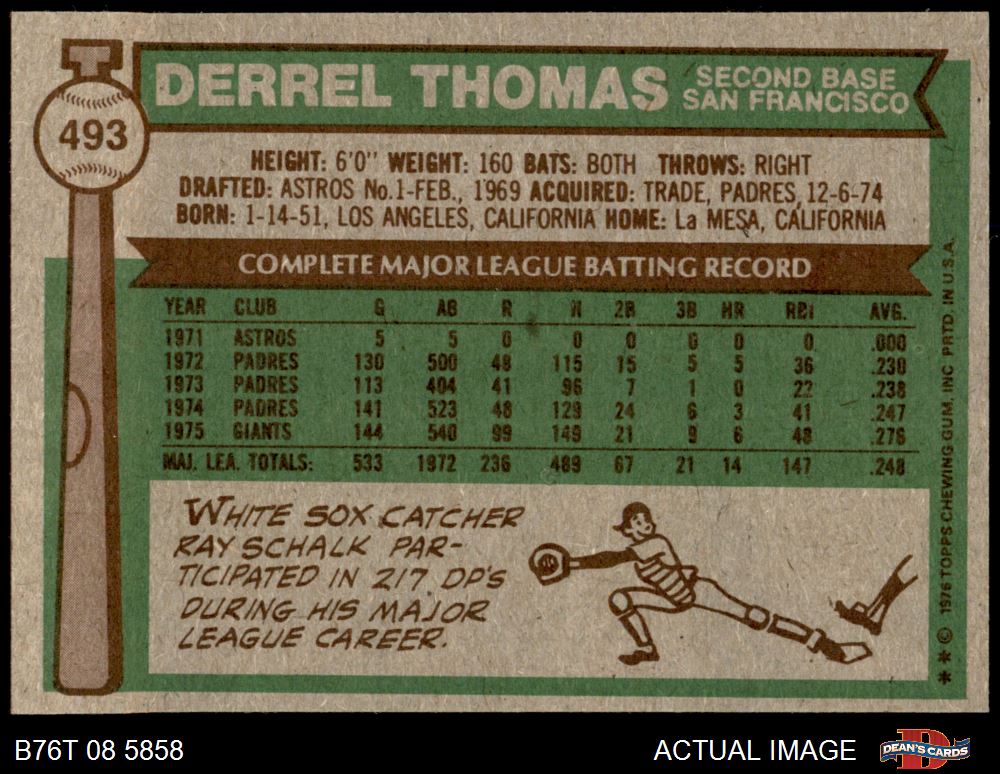 493
DERREL THOMAS
SECOND BASE
SAN FRANCISCO
HEIGHT: 6'0" WEIGHT: 160 BATS: BOTH THROWS: RIGHT
DRAFTED: ASTROS No.1-FEB., 1969 ACQUIRED: TRADE, PADRES, 12-6-74
BORN: 1-14-51, LOS ANGELES, CALIFORNIA HOME: La MESA, CALIFORNIA
COMPLETE MAJOR LEAGUE BATTING RECORD
YEAR CLUB G AB R H 2B 3B HR RBI AVG.
1971 ASTROS 5 5 0 0 0 0 0 0 .000
1972 PADRES 130 500 48 115 15 5 5 36 .230
1973 PADRES 113 404 41 96 7 1 0 22 .238
1974 PADRES 141 523 48 129 24 6 3 41 .247
1975 GIANTS 144 540 99 149 21 9 6 48 .276
MAJ. LEA. TOTALS: 533 1972 236 489 67 21 14 147 .248
WHITE SOX CATCHER
RAY SCHALK PAR-
TICIPATED IN 217 DP'S
DURING HIS MAJOR
LEAGUE CAREER.
** © 1976 TOPPS CHEWING GUM, INC PRTD. IN U.S.A.
B76T 08 5858
ACTUAL IMAGE
DEAN'S CARDS